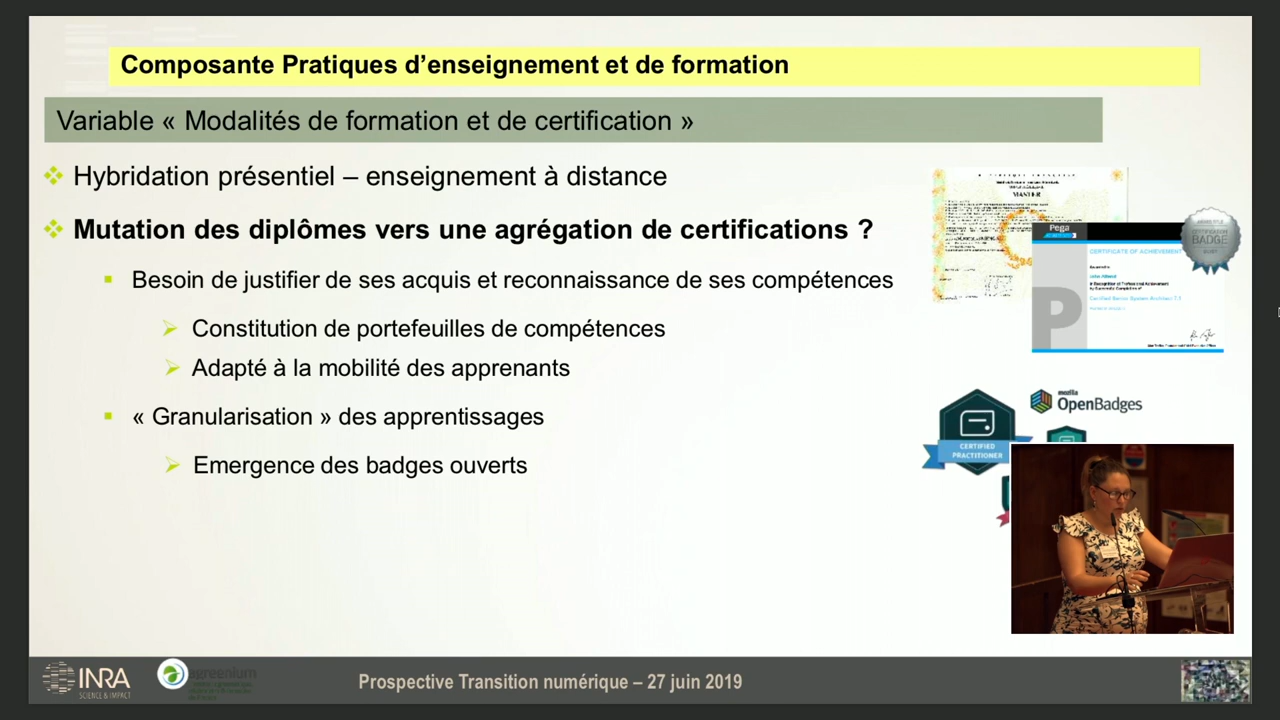 Composante Pratiques d’enseignement et de formation
Variable « Modalités de formation et de certification »
Hybridation présentiel – enseignement à distance
Mutation des diplômes vers une agrégation de certifications ?
Besoin de justifier de ses acquis et reconnaissance de ses compétences
Constitution de portefeuilles de compétences
Adapté à la mobilité des apprenants
« Granularisation » des apprentissages
Emergence des badges ouverts
MASTER
Pega
CERTIFICATE OF ACHIEVEMENT
BADGE
P
mozilla
OpenBadges
CERTIFIED
PRACTITIONER
INRA
SCIENCE & IMPACT
agreenium
Prospective Transition numérique – 27 juin 2019